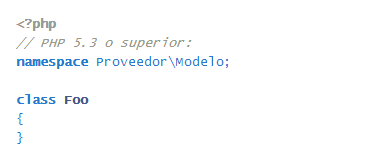 <?php
// PHP 5.3 o superior:
namespace Proveedor\Modelo;
class Foo
{
}